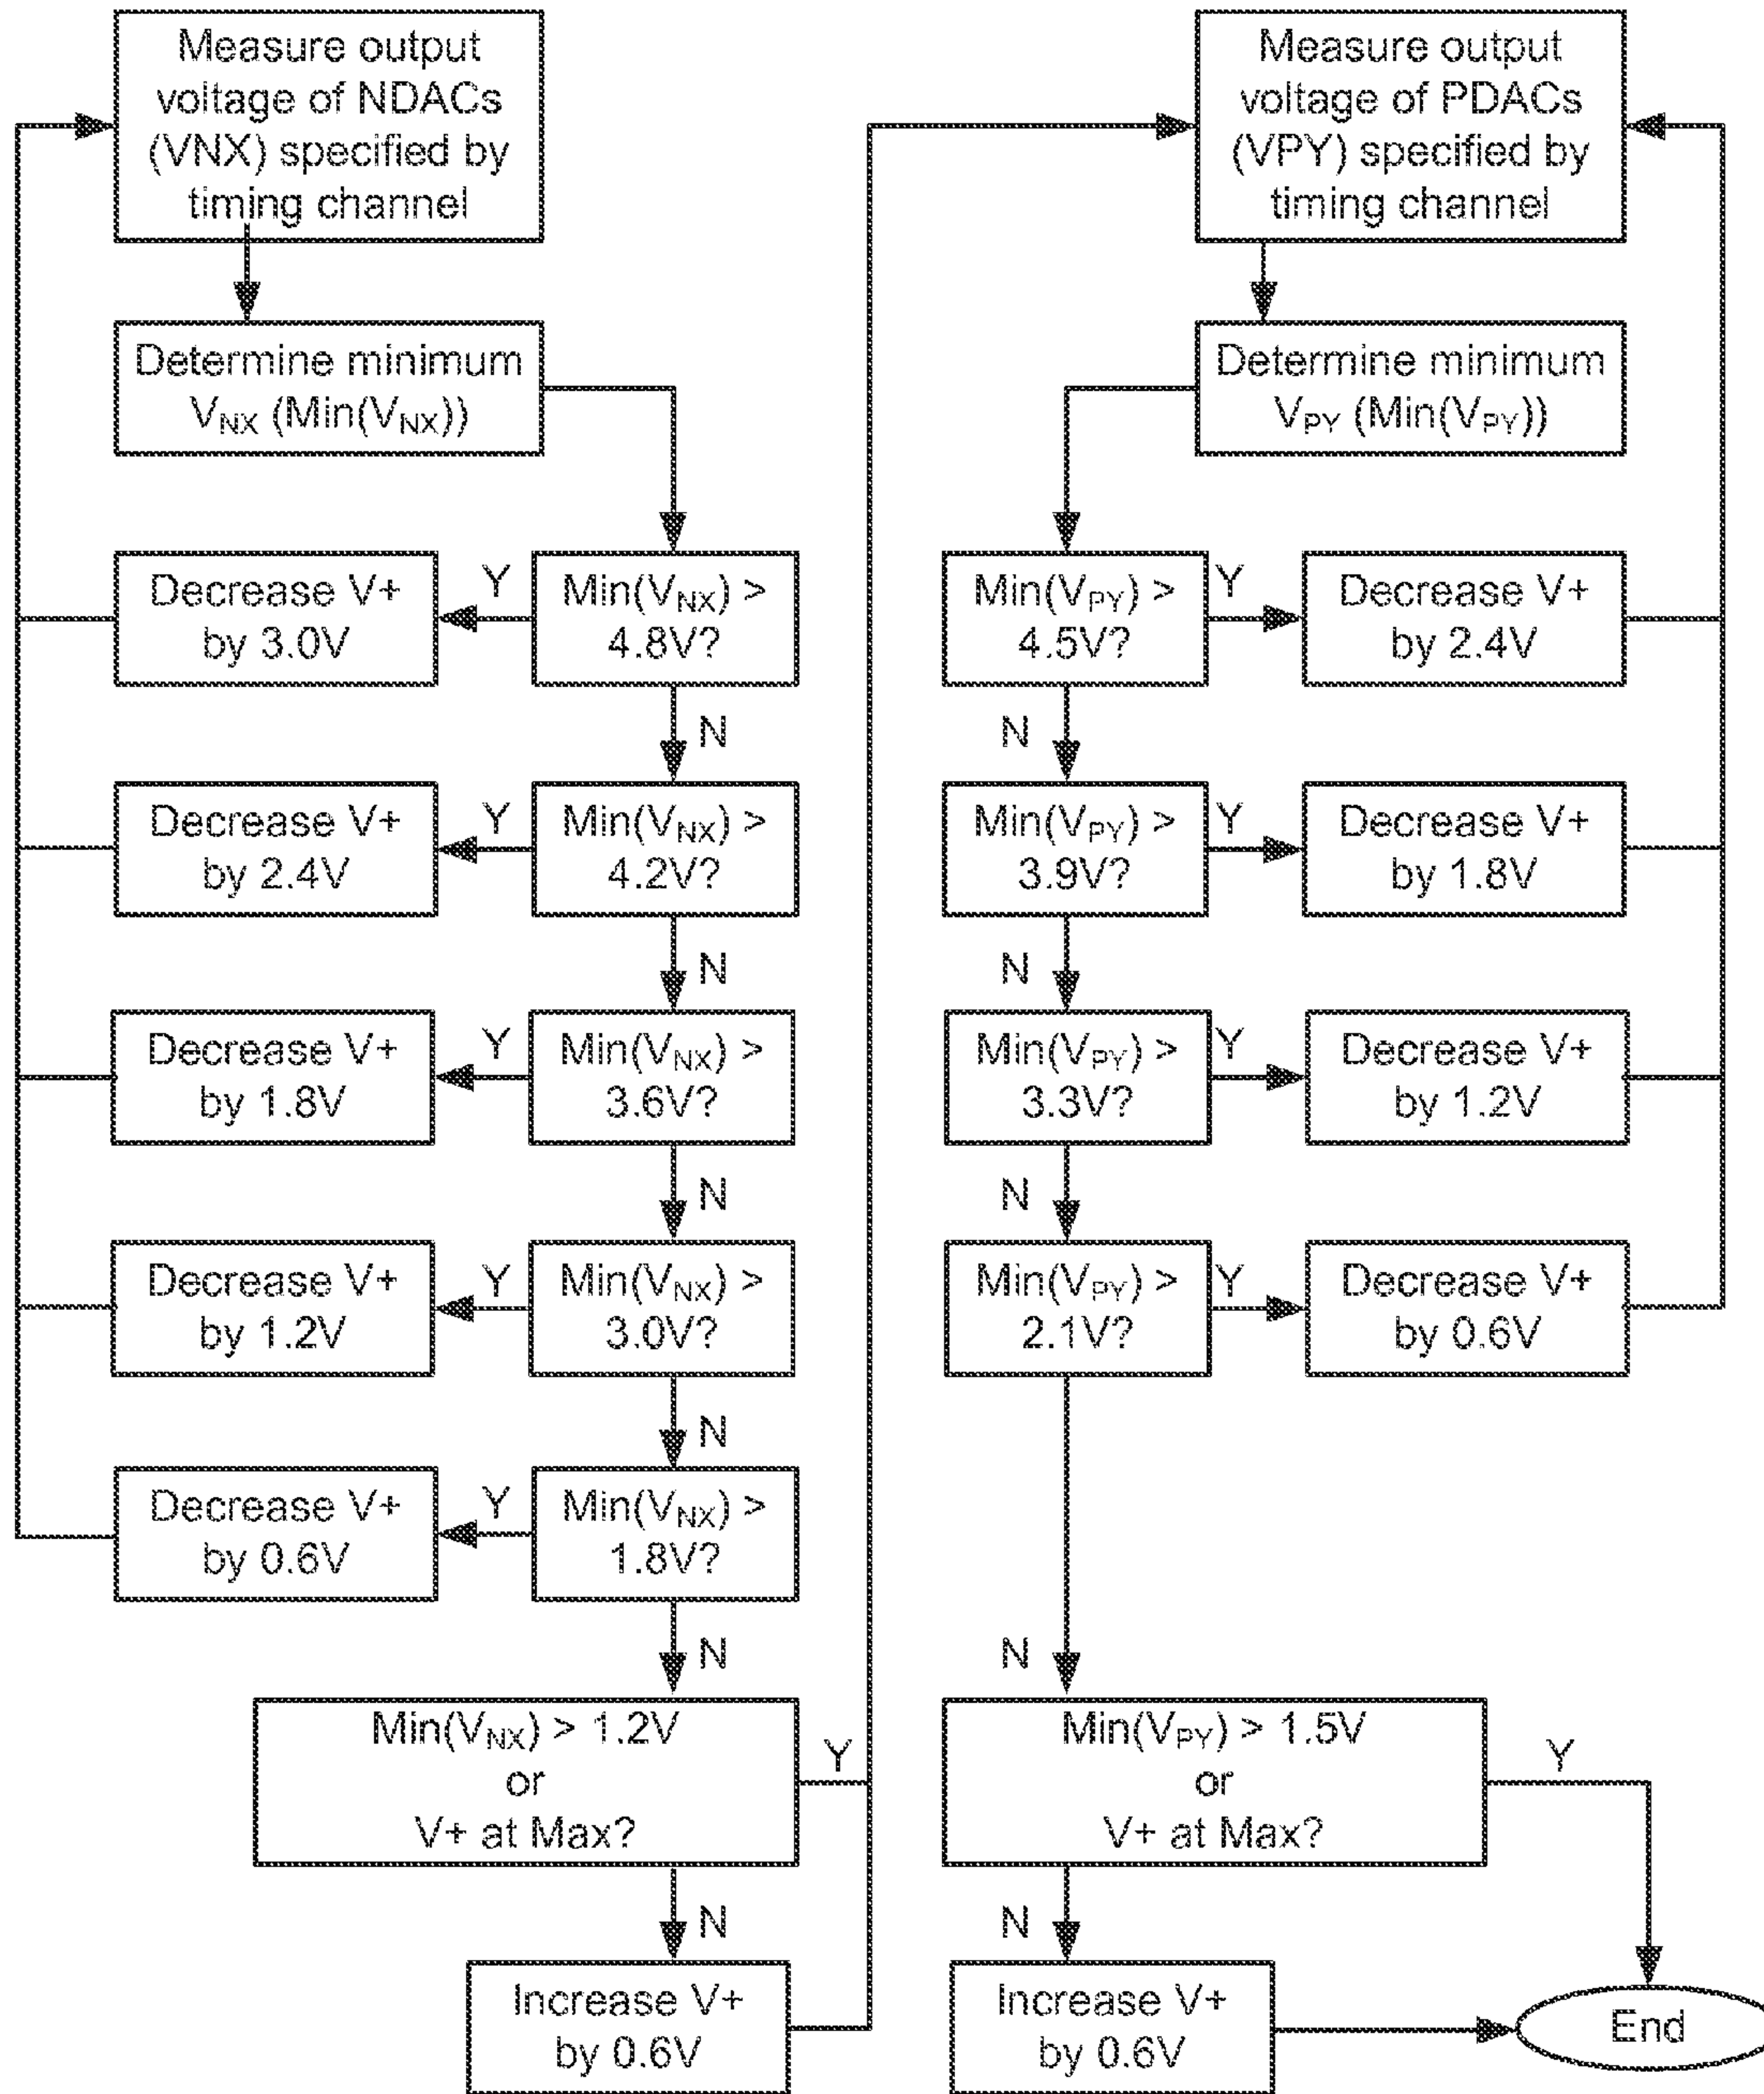 Measure output
voltage of NDACs
(VNX) specified by
timing channel
Determine minimum
VNX (Min(VNX))
Min(VNX) >
4.8V?
Y
Decrease V+
by 3.0V
N
Min(VNX) >
4.2V?
Y
Decrease V+
by 2.4V
N
Min(VNX) >
3.6V?
Y
Decrease V+
by 1.8V
N
Min(VNX) >
3.0V?
Y
Decrease V+
by 1.2V
N
Min(VNX) >
1.8V?
Y
Decrease V+
by 0.6V
N
Min(VNX) > 1.2V
or
V+ at Max?
Y
N
Increase V+
by 0.6V
Measure output
voltage of PDACs
(VPY) specified by
timing channel
Determine minimum
VPY (Min(VPY))
Min(VPY) >
4.5V?
Y
Decrease V+
by 2.4V
N
Min(VPY) >
3.9V?
Y
Decrease V+
by 1.8V
N
Min(VPY) >
3.3V?
Y
Decrease V+
by 1.2V
N
Min(VPY) >
2.1V?
Y
Decrease V+
by 0.6V
N
Min(VPY) > 1.5V
or
V+ at Max?
Y
N
Increase V+
by 0.6V
End